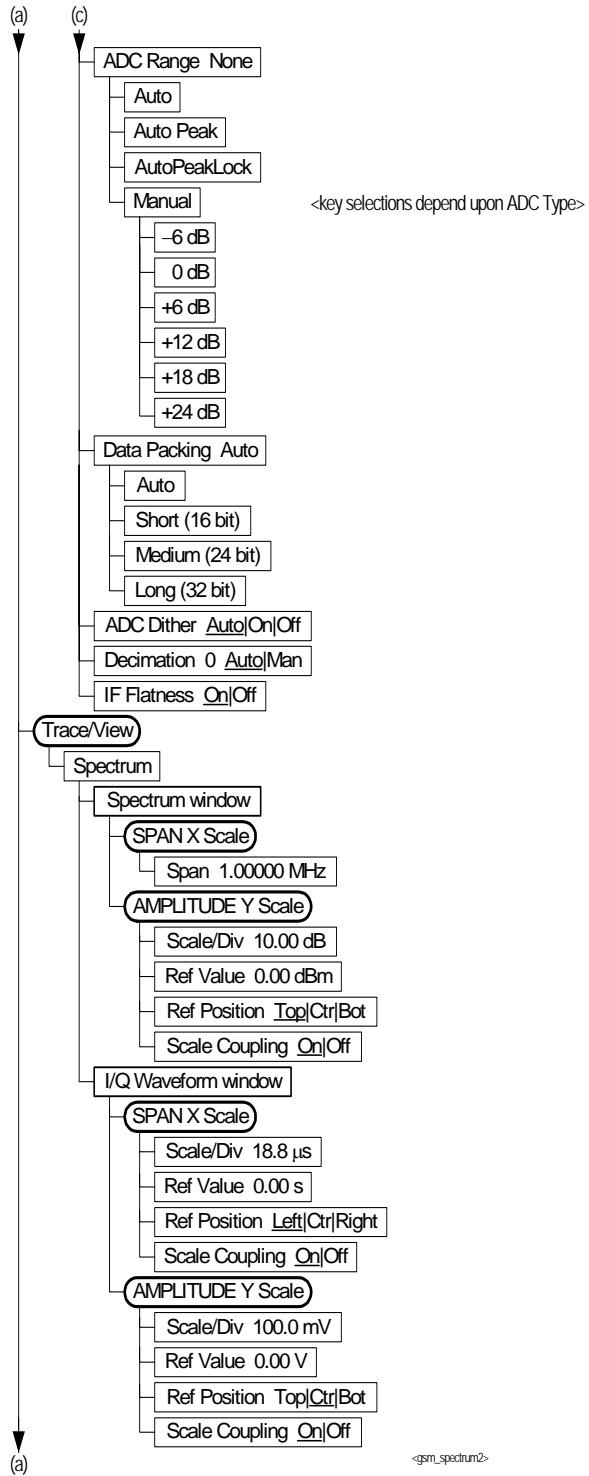 (a) (c)
ADC Range None
Auto
Auto Peak
AutoPeakLock
Manual <key selections depend upon ADC Type>
–6 dB
0 dB
+6 dB
+12 dB
+18 dB
+24 dB
Data Packing Auto
Auto
Short (16 bit)
Medium (24 bit)
Long (32 bit)
ADC Dither Auto|On|Off
Decimation 0 Auto|Man
IF Flatness On|Off
Trace/View
Spectrum
Spectrum window
SPAN X Scale
Span 1.00000 MHz
AMPLITUDE Y Scale
Scale/Div 10.00 dB
Ref Value 0.00 dBm
Ref Position Top|Ctr|Bot
Scale Coupling On|Off
I/Q Waveform window
SPAN X Scale
Scale/Div 18.8 μs
Ref Value 0.00 s
Ref Position Left|Ctr|Right
Scale Coupling On|Off
AMPLITUDE Y Scale
Scale/Div 100.0 mV
Ref Value 0.00 V
Ref Position Top|Ctr|Bot
Scale Coupling On|Off
(a) <gsm_spectrum2>